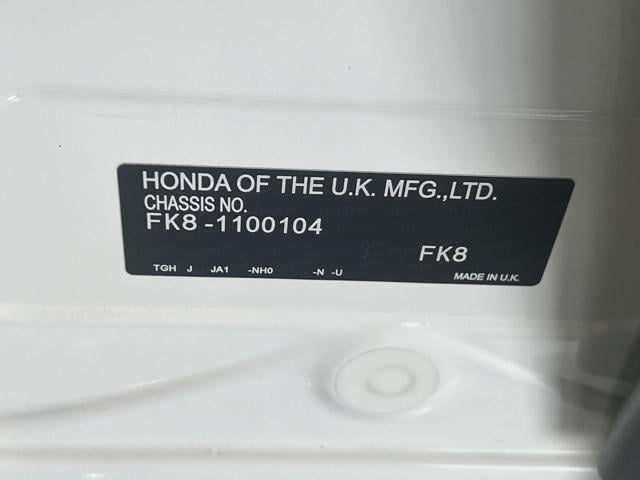 HONDA OF THE U.K. MFG.,LTD.
CHASSIS NO.
FK8-1100104
FK8
TGH J JA1 -NH0 -N -U
MADE IN U.K.